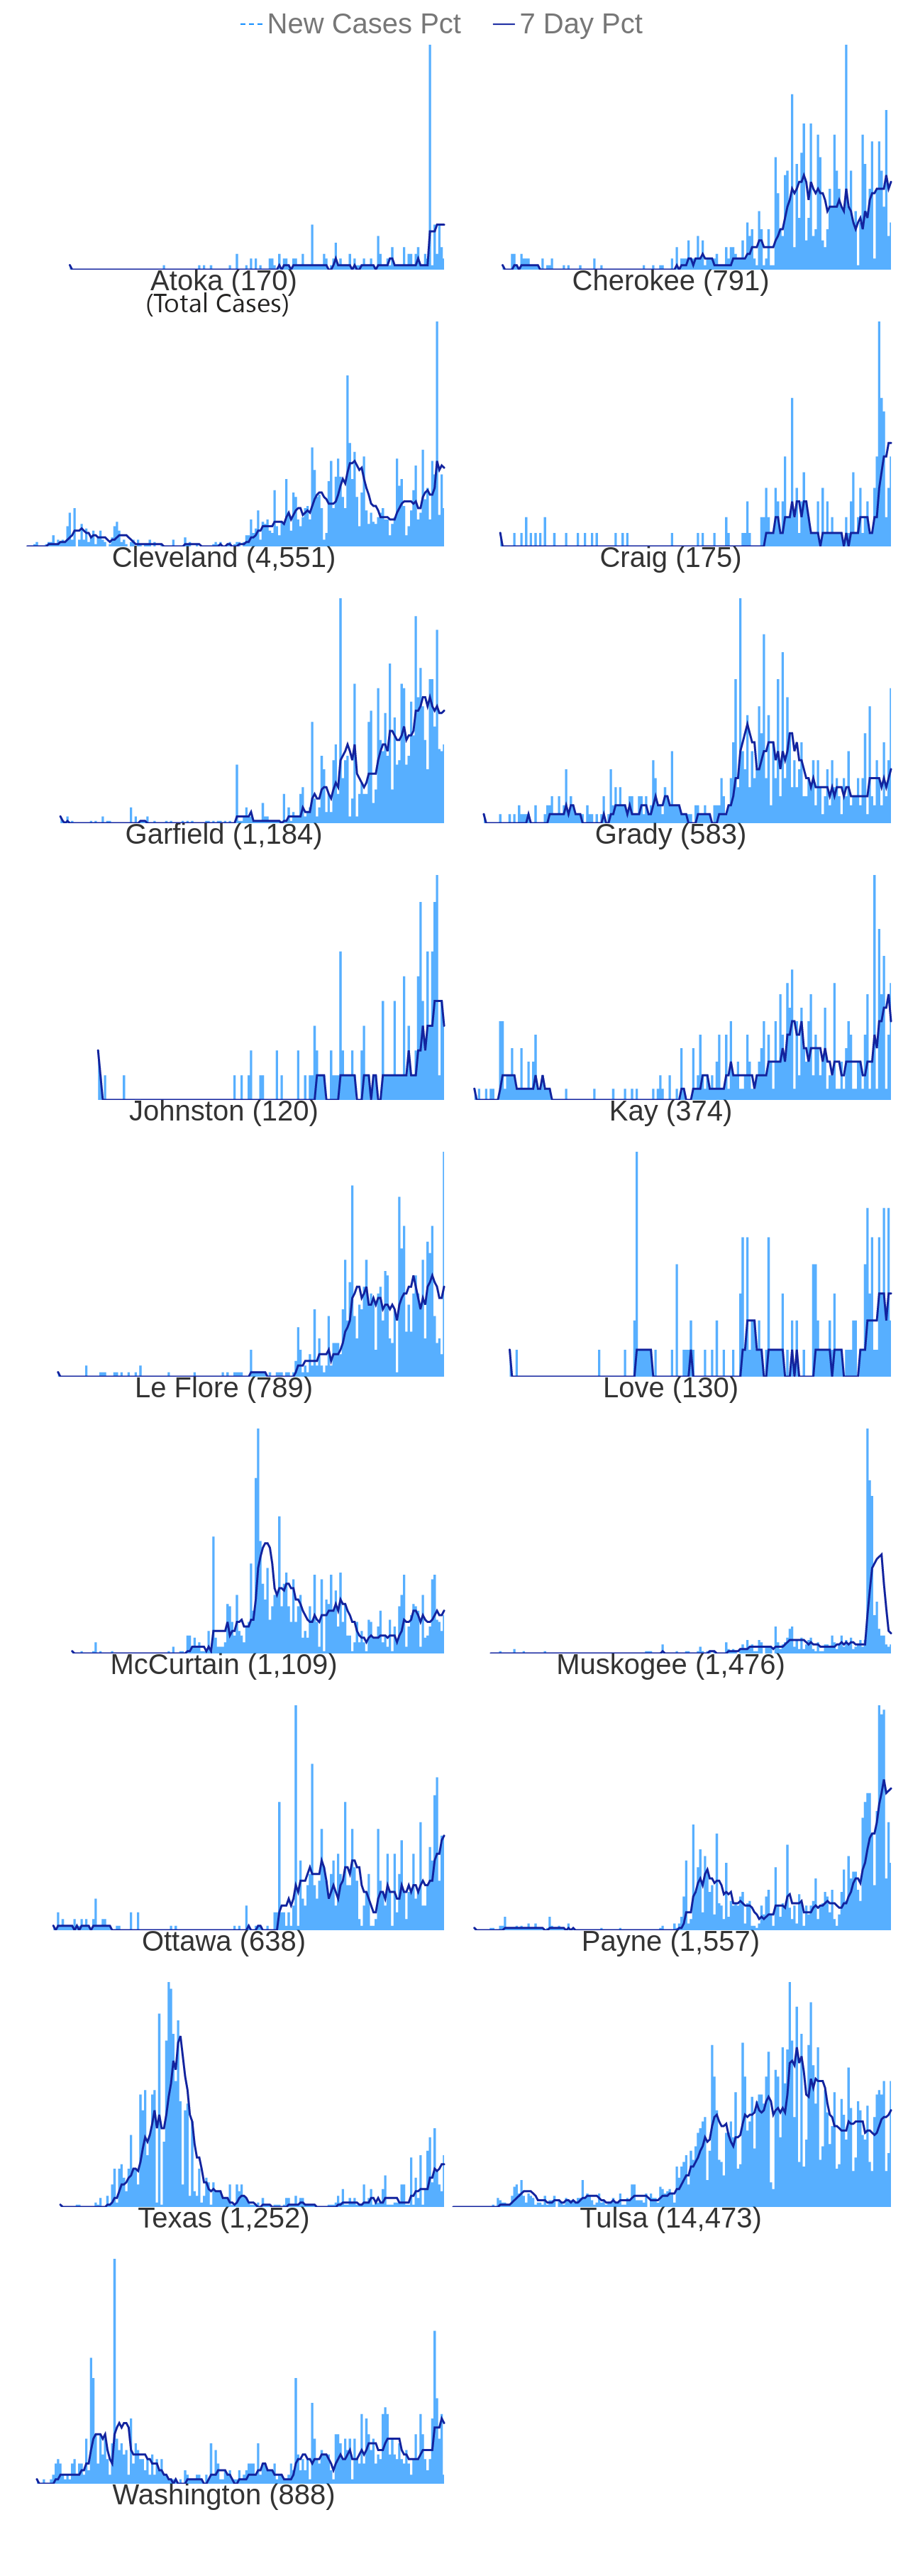 New Cases Pct 7 Day Pct
Atoka (170) Cherokee (791)
(Total Cases)
Cleveland (4,551) Craig (175)
Garfield (1,184) Grady (583)
Johnston (120) Kay (374)
Le Flore (789) Love (130)
McCurtain (1,109) Muskogee (1,476)
Ottawa (638) Payne (1,557)
Texas (1,252) Tulsa (14,473)
Washington (888)